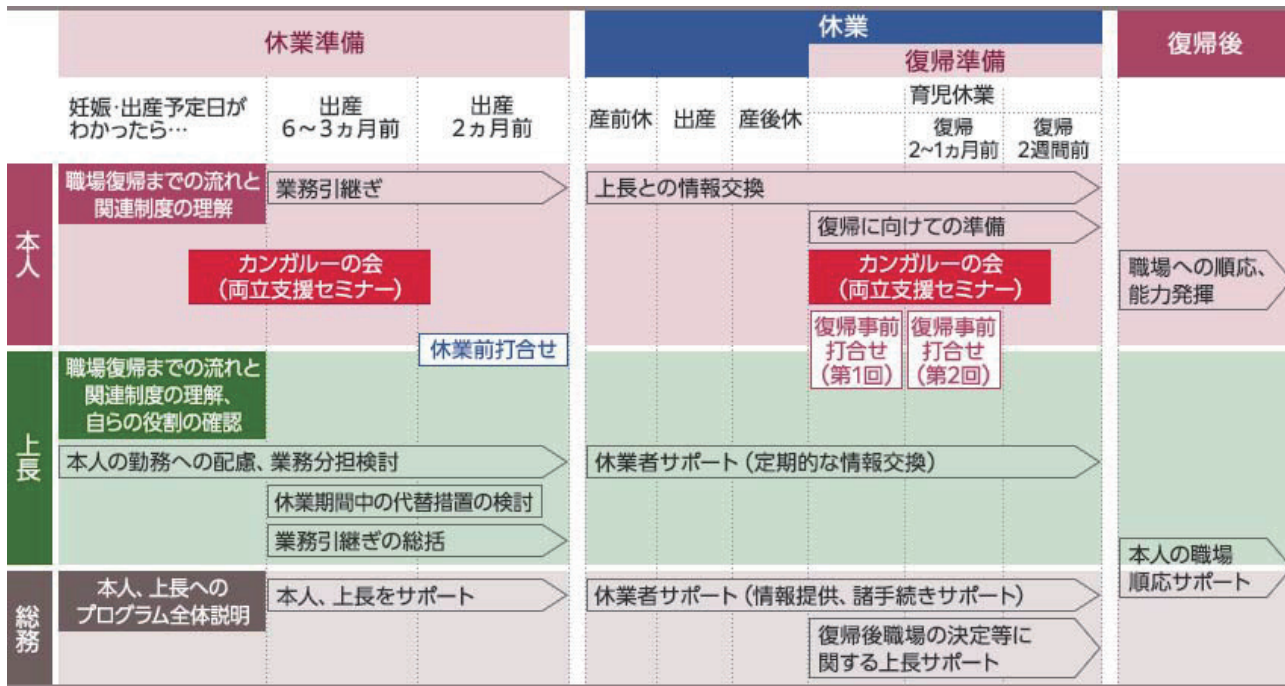 休業準備
休業
復帰準備
復帰後
妊娠・出産予定日が
わかったら…
出産
6～3ヵ月前
出産
2ヵ月前
産前休
出産
産後休
育児休業
復帰
2~1ヵ月前
復帰
2週間前
本人
職場復帰までの流れと
関連制度の理解
業務引継ぎ
上長との情報交換
復帰に向けての準備
カンガルーの会
(両立支援セミナー)
カンガルーの会
(両立支援セミナー)
職場への順応、
能力発揮
休業前打合せ
復帰事前
打合せ
(第1回)
復帰事前
打合せ
(第2回)
上長
職場復帰までの流れと
関連制度の理解、
自らの役割の確認
本人の勤務への配慮、業務分担検討
休業者サポート(定期的な情報交換)
休業期間中の代替措置の検討
業務引継ぎの総括
本人の職場
順応サポート
総務
本人、上長への
プログラム全体説明
本人、上長をサポート
休業者サポート(情報提供、諸手続きサポート)
復帰後職場の決定等に
関する上長サポート